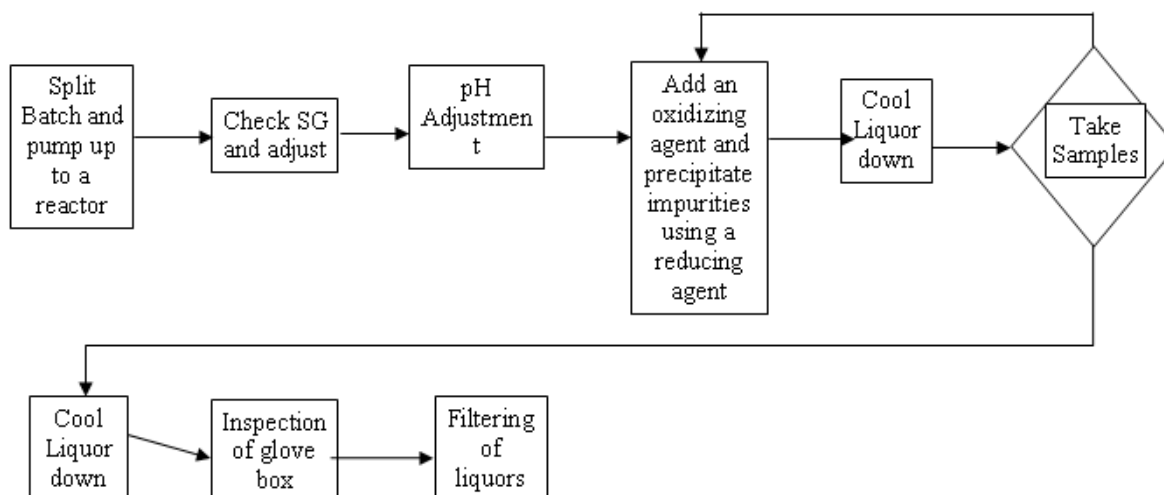 Split
Batch and
pump up
to a
reactor
Check SG
and adjust
pH
Adjustmen
t
Add an
oxidizing
agent and
precipitate
impurities
using a
reducing
agent
Cool
Liquor
down
Take
Samples
Cool
Liquor
down
Inspection
of glove
box
Filtering
of
liquors